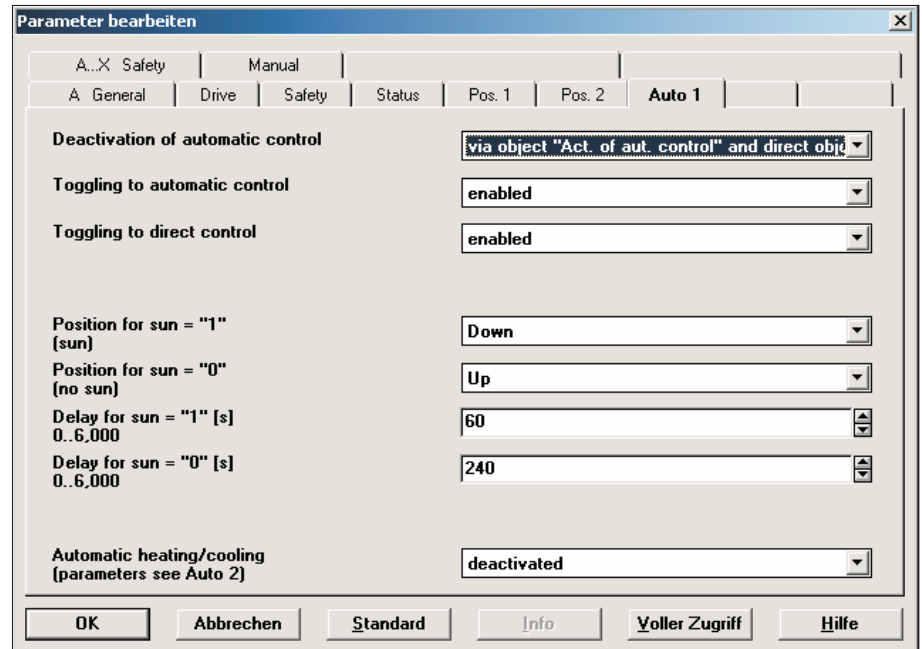 Parameter bearbeiten
A...X Safety Manual
A General Drive Safety Status Pos. 1 Pos. 2 Auto 1
Deactivation of automatic control via object "Act. of aut. control" and direct obje
Toggling to automatic control enabled
Toggling to direct control enabled
Position for sun = "1" Down
(sun)
Position for sun = "0" Up
(no sun)
Delay for sun = "1" [s] 60
0..6,000
Delay for sun = "0" [s] 240
0..6,000
Automatic heating/cooling deactivated
(parameters see Auto 2)
OK Abbrechen Standard Info Voller Zugriff Hilfe